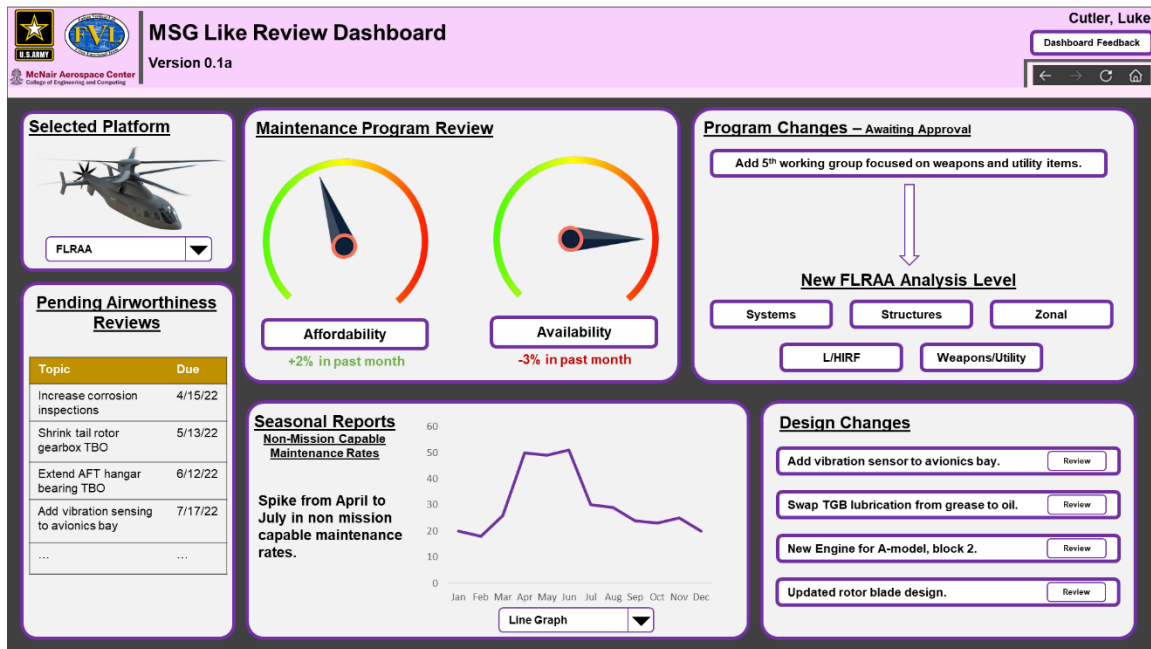 U.S.ARMY
FVL
McNair Aerospace Center
College of Engineering and Computing
MSG Like Review Dashboard
Version 0.1a
Cutler, Luke
Dashboard Feedback
Selected Platform
FLRAA
Pending Airworthiness
Reviews
Topic Due
Increase corrosion 4/15/22
inspections
Shrink tail rotor 5/13/22
gearbox TBO
Extend AFT hangar 6/12/22
bearing TBO
Add vibration sensing 7/17/22
to avionics bay
... ...
Maintenance Program Review
Affordability
+2% in past month
Availability
-3% in past month
Program Changes – Awaiting Approval
Add 5th working group focused on weapons and utility items.
New FLRAA Analysis Level
Systems Structures Zonal
L/HIRF Weapons/Utility
Seasonal Reports
Non-Mission Capable
Maintenance Rates
Spike from April to
July in non mission
capable maintenance
rates.
60
50
40
30
20
10
0
Jan Feb Mar Apr May Jun Jul Aug Sep Oct Nov Dec
Line Graph
Design Changes
Add vibration sensor to avionics bay. Review
Swap TGB lubrication from grease to oil. Review
New Engine for A-model, block 2. Review
Updated rotor blade design. Review